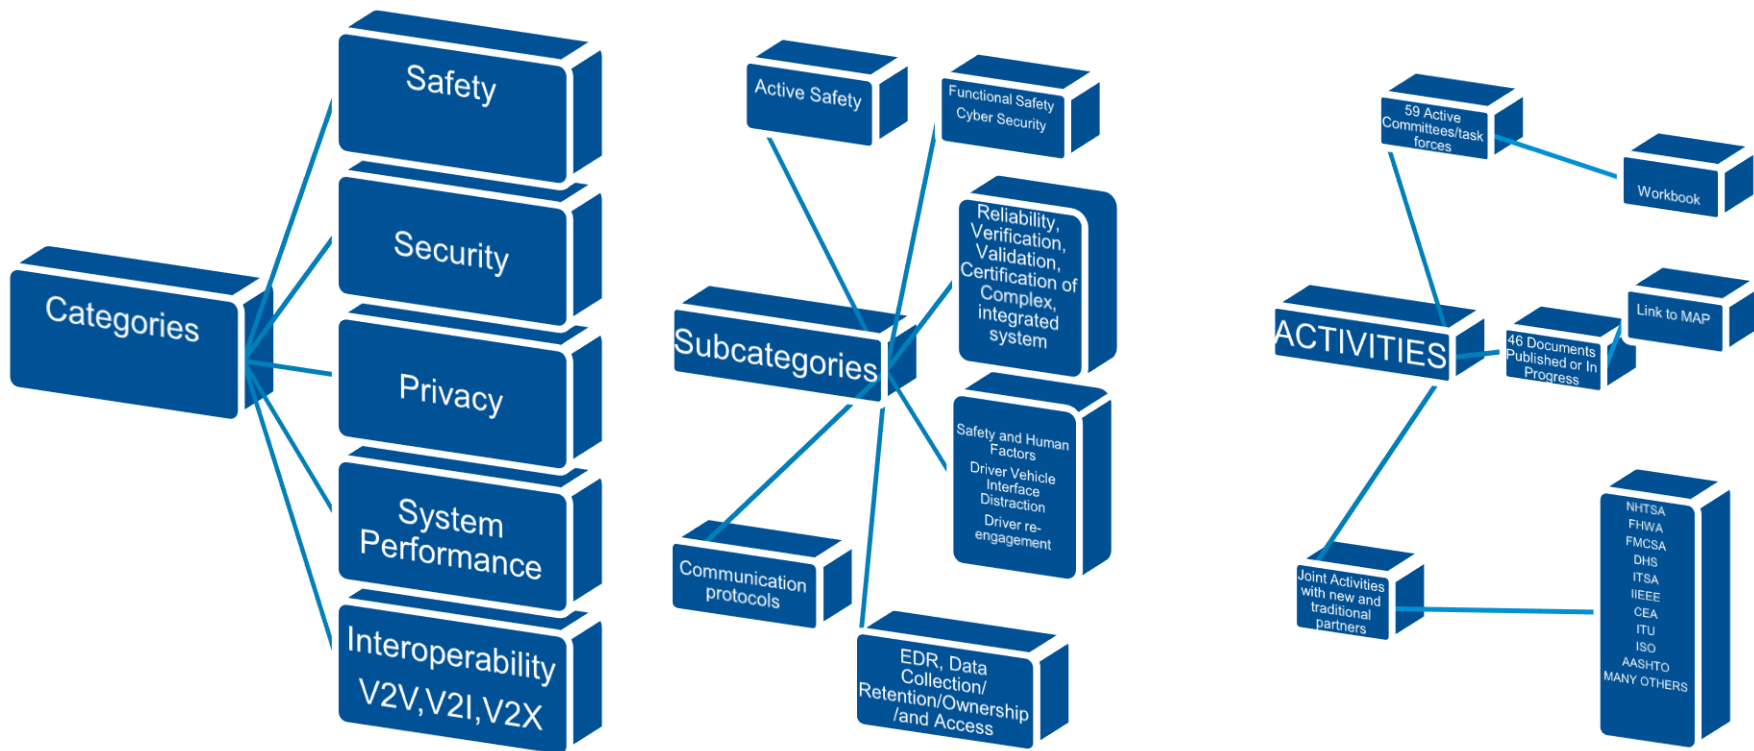 Categories
Safety
Security
Privacy
System
Performance
Interoperability
V2V,V2I,V2X
Subcategories
Active Safety
Functional Safety
Cyber Security
Reliability,
Verification,
Validation,
Certification of
Complex,
integrated
system
Safety and Human
Factors
Driver Vehicle
Interface
Distraction
Driver re-
engagement
Communication
protocols
EDR, Data
Collection/
Retention/Ownership
/and Access
ACTIVITIES
59 Active
Committees/task
forces
Workbook
46 Documents
Published or In
Progress
Link to MAP
Joint Activities
with new and
traditional
partners
NHTSA
FHWA
FMCSA
DHS
ITSA
IIEEE
CEA
ITU
ISO
AASHTO
MANY OTHERS